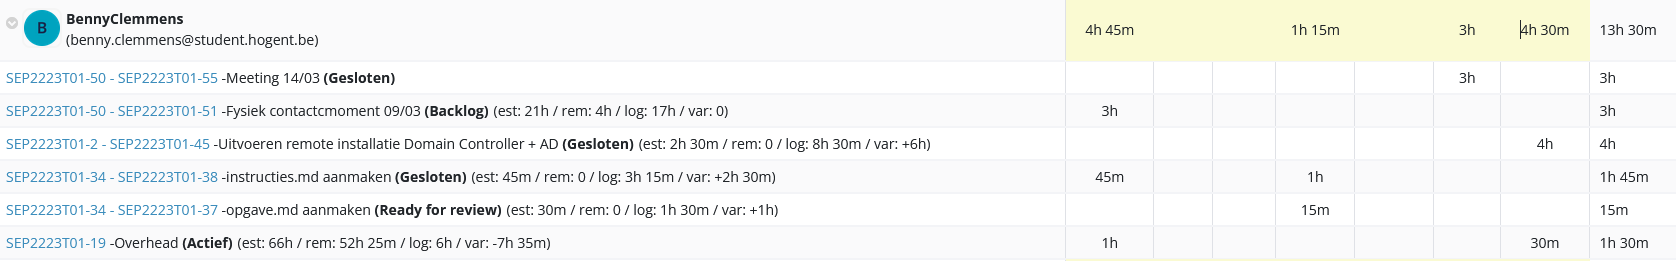 B BennyClemmens
(benny.clemmens@student.hogent.be) 4h 45m 1h 15m 3h 4h 30m 13h 30m
SEP2223T01-50 - SEP2223T01-55 -Meeting 14/03 (Gesloten) 3h 3h
SEP2223T01-50 - SEP2223T01-51 -Fysiek contactcmoment 09/03 (Backlog) (est: 21h / rem: 4h / log: 17h / var: 0) 3h 3h
SEP2223T01-2 - SEP2223T01-45 -Uitvoeren remote installatie Domain Controller + AD (Gesloten) (est: 2h 30m / rem: 0 / log: 8h 30m / var: +6h) 4h 4h
SEP2223T01-34 - SEP2223T01-38 -instructies.md aanmaken (Gesloten) (est: 45m / rem: 0 / log: 3h 15m / var: +2h 30m) 45m 1h 1h 45m
SEP2223T01-34 - SEP2223T01-37 -opgave.md aanmaken (Ready for review) (est: 30m / rem: 0 / log: 1h 30m / var: +1h) 15m 15m
SEP2223T01-19 -Overhead (Actief) (est: 66h / rem: 52h 25m / log: 6h / var: -7h 35m) 1h 30m 1h 30m